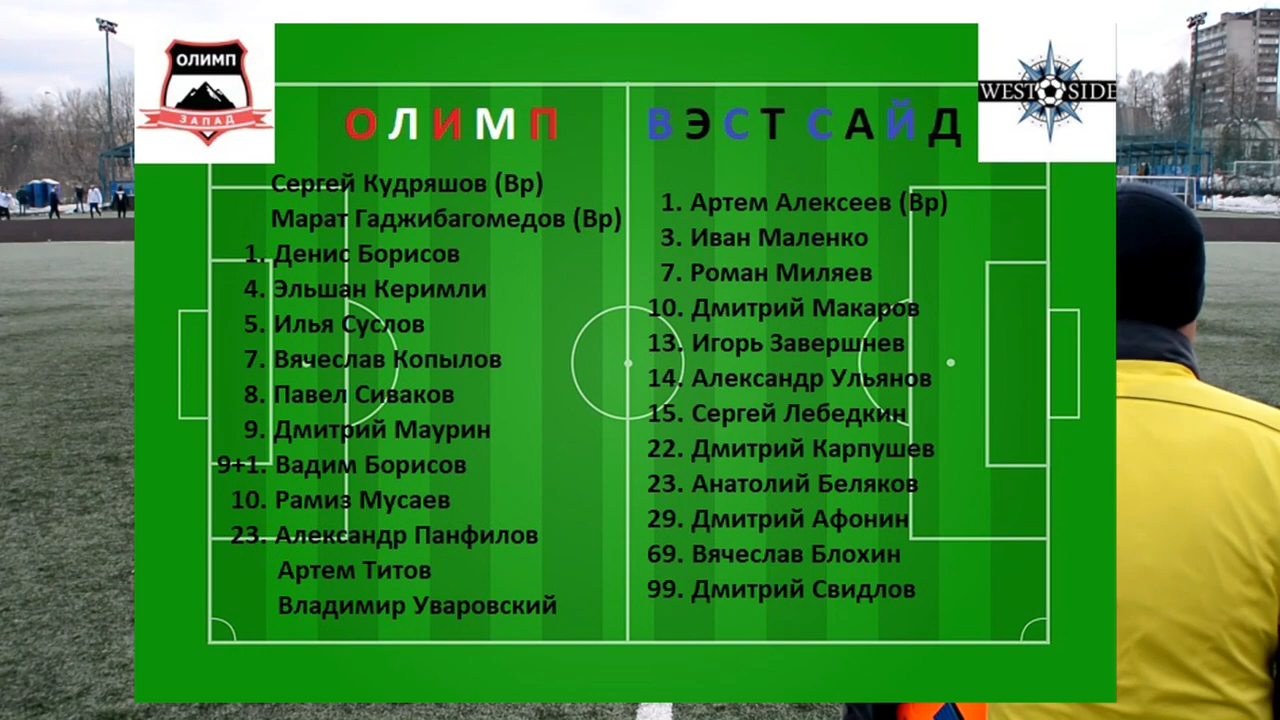 ОЛИМП
ЗАПАД
WEST SIDE
ОЛИМП
ВЭСТ САЙД
Сергей Кудряшов (Вр)
Марат Гаджибагомедов (Вр)
1. Денис Борисов
4. Эльшан Керимли
5. Илья Суслов
7. Вячеслав Копылов
8. Павел Сиваков
9. Дмитрий Маурин
9+1. Вадим Борисов
10. Рамиз Мусаев
23. Александр Панфилов
Артем Титов
Владимир Уваровский
1. Артем Алексеев (Вр)
3. Иван Маленко
7. Роман Миляев
10. Дмитрий Макаров
13. Игорь Завершнев
14. Александр Ульянов
15. Сергей Лебедкин
22. Дмитрий Карпушев
23. Анатолий Беляков
29. Дмитрий Афонин
69. Вячеслав Блохин
99. Дмитрий Свидлов